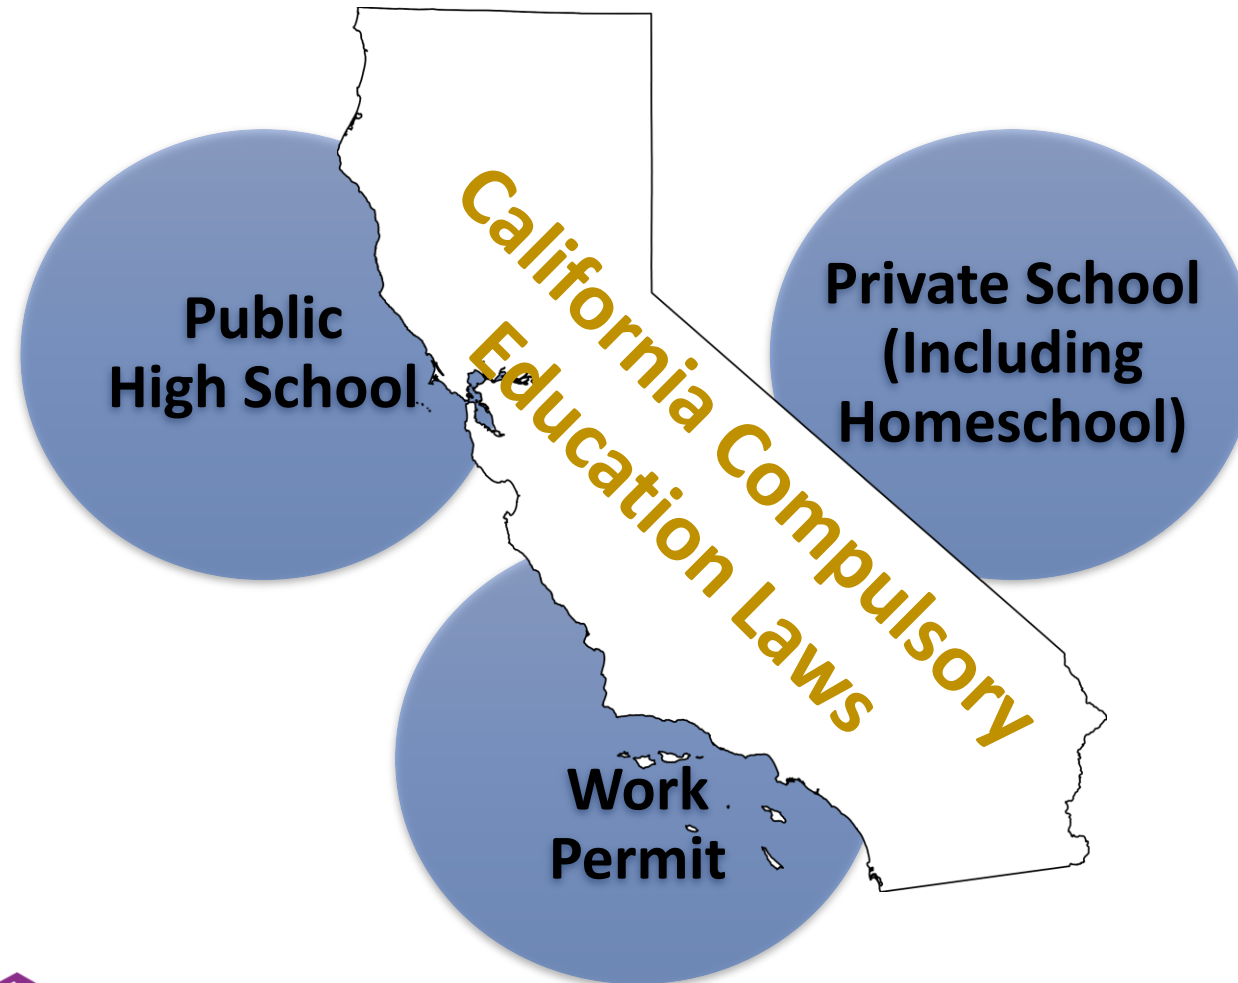 California Compulsory
Education Laws
Public
High School
Private School
(Including
Homeschool)
Work
Permit